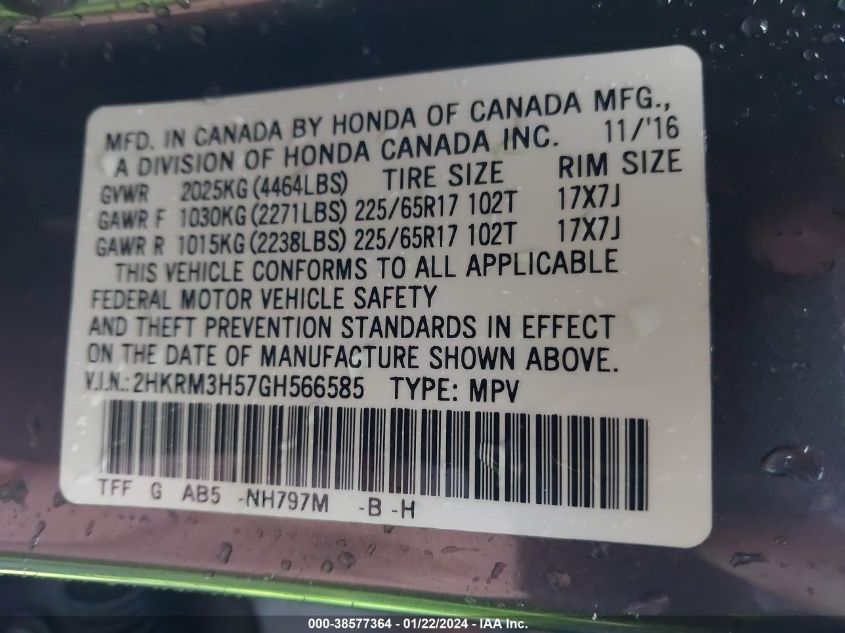 MFD. IN CANADA BY HONDA OF CANADA MFG.,
A DIVISION OF HONDA CANADA INC. 11/'16
GVWR 2025KG (4464LBS) TIRE SIZE RIM SIZE
GAWR F 1030KG (2271LBS) 225/65R17 102T 17X7J
GAWR R 1015KG (2238LBS) 225/65R17 102T 17X7J
THIS VEHICLE CONFORMS TO ALL APPLICABLE
FEDERAL MOTOR VEHICLE SAFETY
AND THEFT PREVENTION STANDARDS IN EFFECT
ON THE DATE OF MANUFACTURE SHOWN ABOVE.
V.I.N.: 2HKRM3H57GH566585 TYPE: MPV
TFF G AB5 -NH797M -B -H
000-38577364 - 01/22/2024 - IAA Inc.